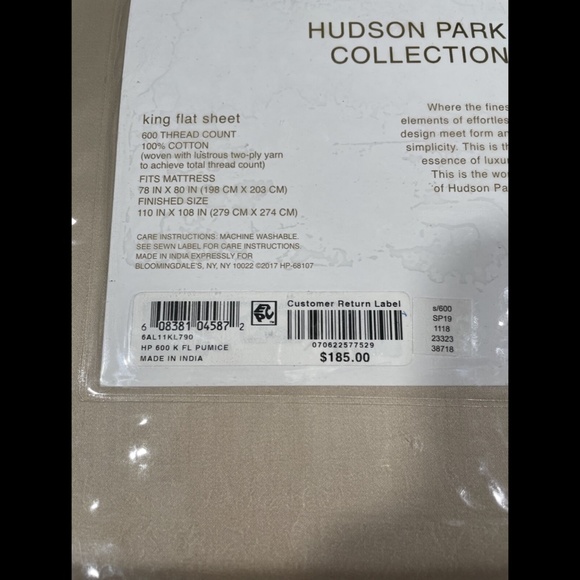 HUDSON PARK
COLLECTION
king flat sheet
600 THREAD COUNT
100% COTTON
(woven with lustrous two-ply yarn
to achieve total thread count)
FITS MATTRESS
78 IN X 80 IN (198 CM X 203 CM)
FINISHED SIZE
110 IN X 108 IN (279 CM X 274 CM)
CARE INSTRUCTIONS: MACHINE WASHABLE.
SEE SEWN LABEL FOR CARE INSTRUCTIONS.
MADE IN INDIA EXPRESSLY FOR
BLOOMINGDALE'S, NY, NY 10022 ©2017 HP-68107
Where the fines
elements of effortles
design meet form an
simplicity. This is th
essence of luxu
This is the wo
of Hudson Pa
6 08381 04587 2
6AL11KL790
HP 600 K FL PUMICE
MADE IN INDIA
Customer Return Label
070622577529
$185.00
s/600
SP19
1118
23323
38718